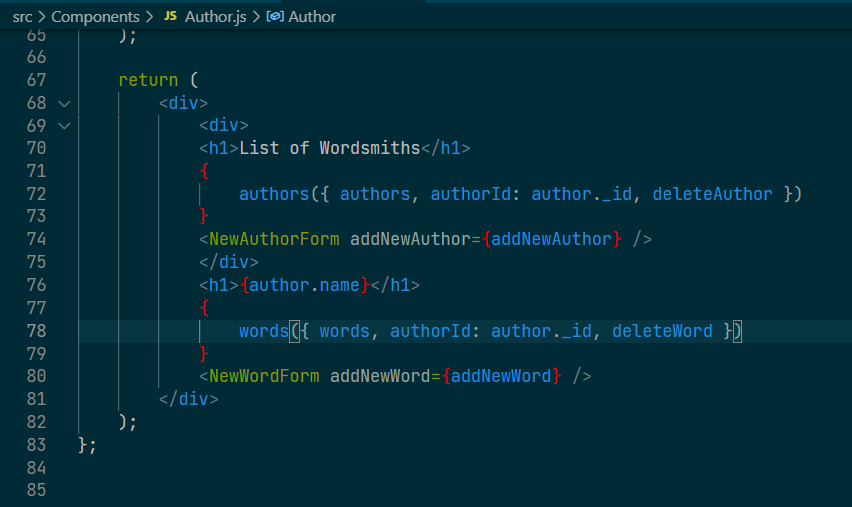 src > Components > JS Author.js > Author
65 );
66
67 return (
68 <div>
69 <div>
70 <h1>List of Wordsmiths</h1>
71 {
72 authors({ authors, authorId: author._id, deleteAuthor })
73 }
74 <NewAuthorForm addNewAuthor={addNewAuthor} />
75 </div>
76 <h1>{author.name}</h1>
77 {
78 words({ words, authorId: author._id, deleteWord })
79 }
80 <NewWordForm addNewWord={addNewWord} />
81 </div>
82 );
83 };
84
85